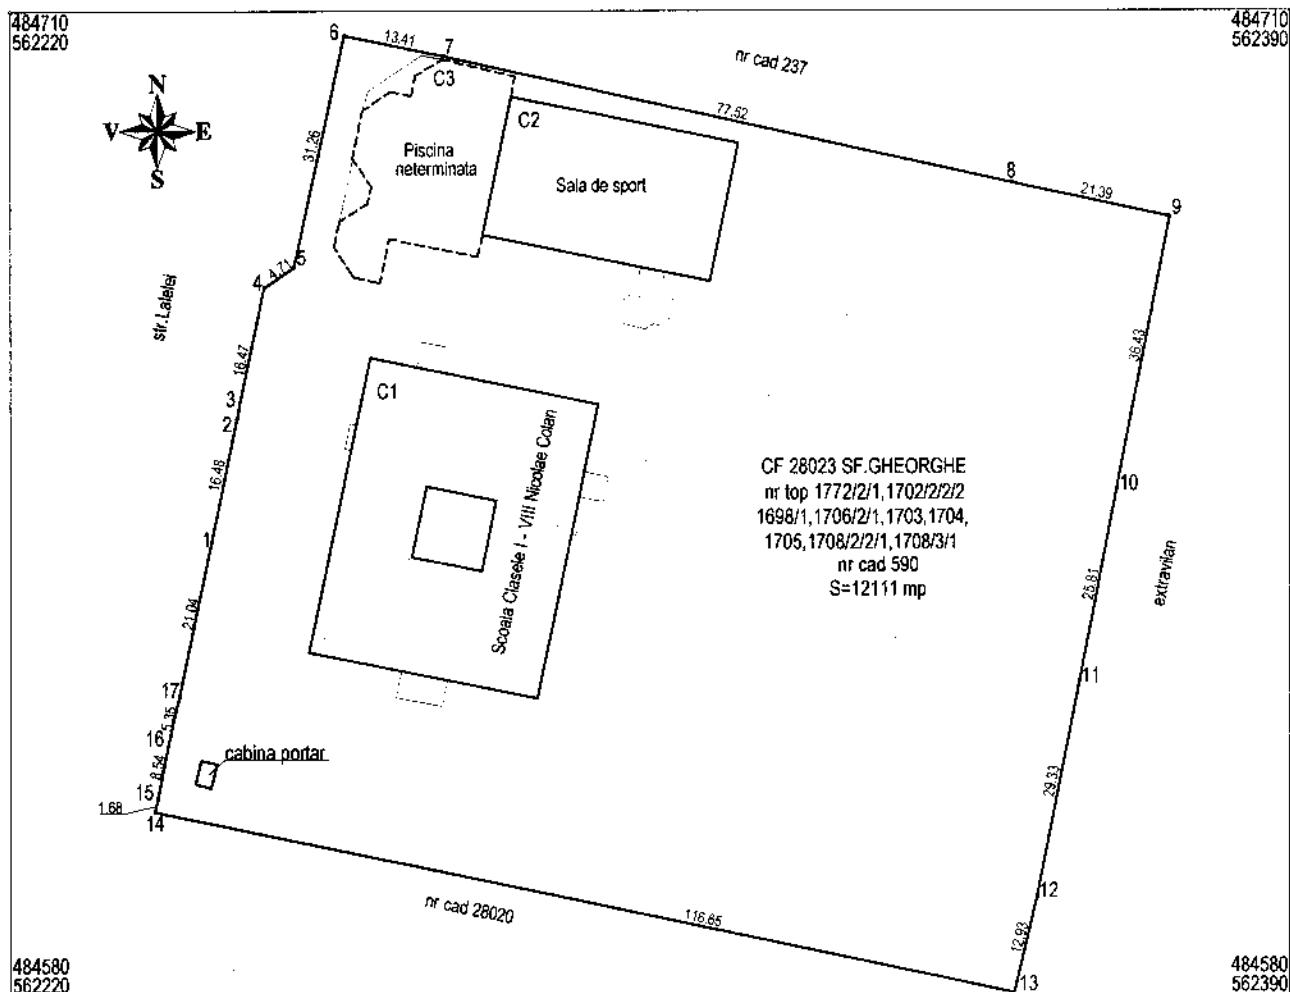 484710
562220
484710
562390
6
13.41
7
nr cad 237
N
V
E
S
C3
C2
77.52
31.26
Piscina
neterminata
Sala de sport
8
21.39
9
4
4.71
5
str.Lalelei
36.43
16.47
3
2
C1
Scoala Clasele I - VIII Nicolae Colan
CF 28023 SF.GHEORGHE
nr top 1772/2/1,1702/2/2/2
1698/1,1706/2/1,1703,1704,
1705,1708/2/2/1,1708/3/1
nr cad 590
S=12111 mp
16.48
10
1
25.81
extravilan
21.04
11
17
5.35
16
cabina portar
8.54
29.33
15
1.68
14
12
nr cad 28020
116.65
12.93
13
484580
562220
484580
562390